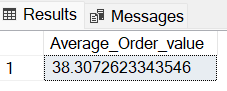 Results Messages
Average_Order_value
1 38.3072623343546